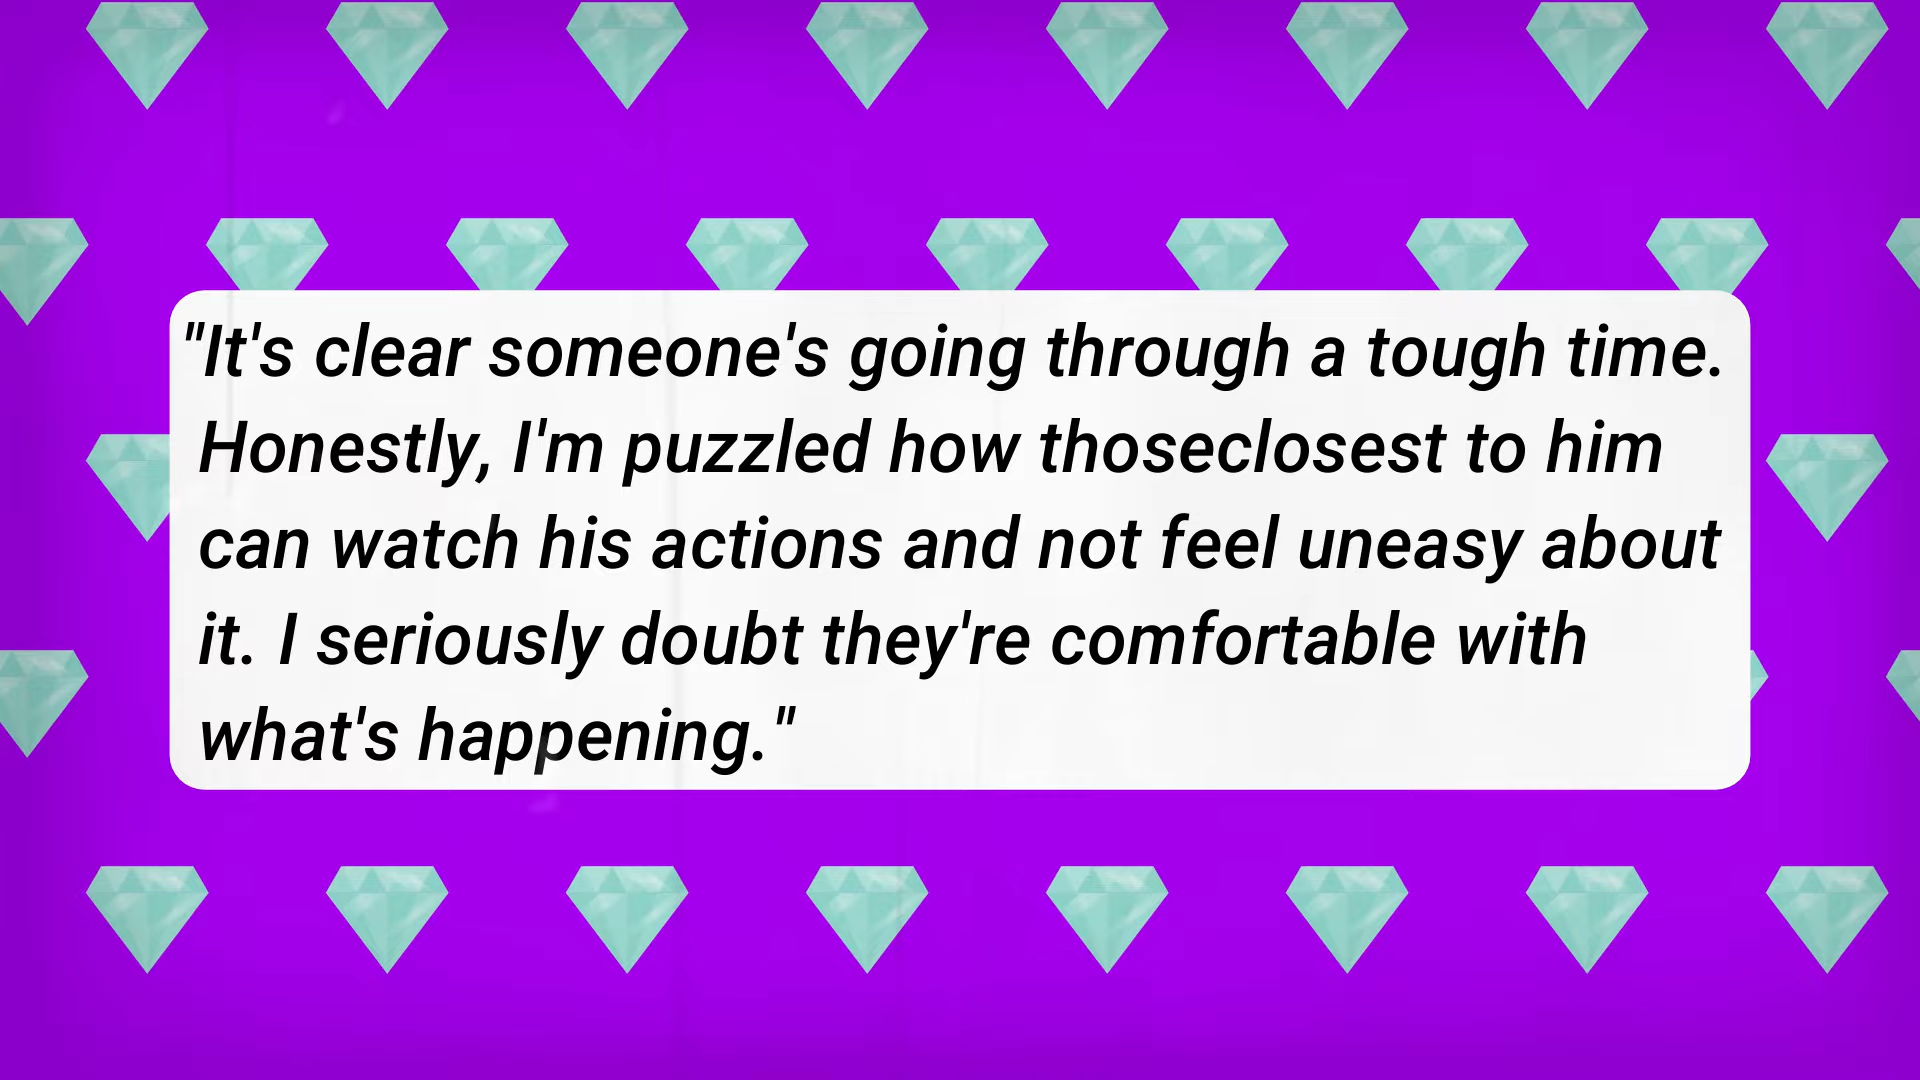 "It's clear someone's going through a tough time.
Honestly, I'm puzzled how thoseclosest to him
can watch his actions and not feel uneasy about
it. I seriously doubt they're comfortable with
what's happening."